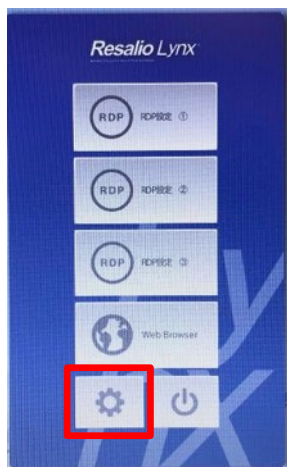 Resalio Lynx
RDP RDP設定 ①
RDP RDP設定 ②
RDP RDP設定 ③
Web Browser